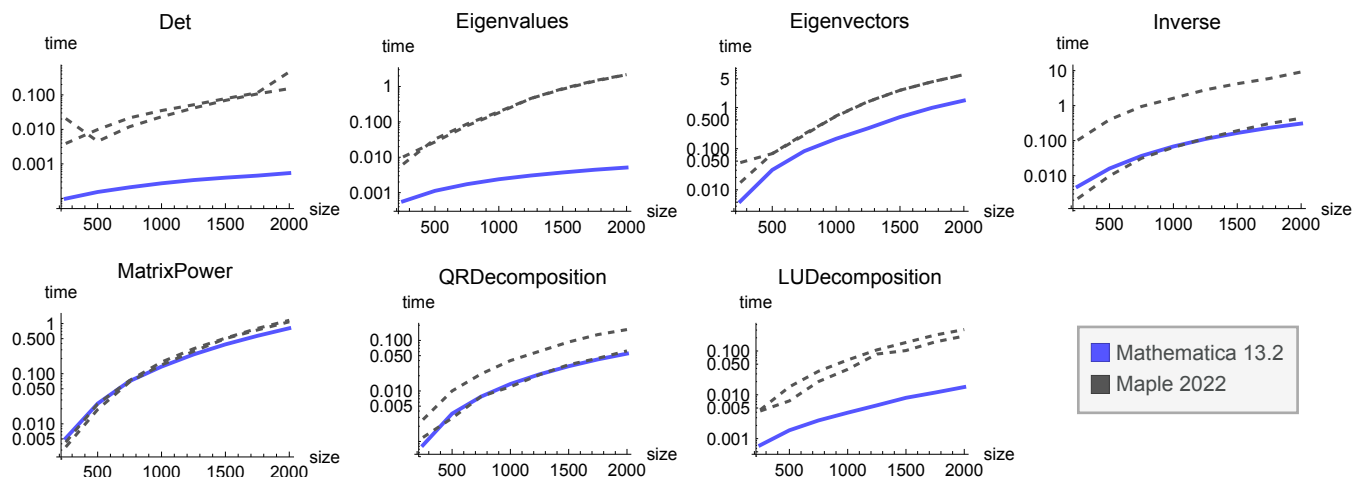 Det
time
0.100
0.010
0.001
500 1000 1500 2000 size
Eigenvalues
time
1
0.100
0.010
0.001
500 1000 1500 2000 size
Eigenvectors
time
5
1
0.500
0.100
0.050
0.010
500 1000 1500 2000 size
Inverse
time
10
1
0.100
0.010
500 1000 1500 2000 size
MatrixPower
time
1
0.500
0.100
0.050
0.010
0.005
500 1000 1500 2000 size
QRDecomposition
time
0.100
0.050
0.010
0.005
500 1000 1500 2000 size
LUDecomposition
time
0.100
0.050
0.010
0.005
0.001
500 1000 1500 2000 size
Mathematica 13.2
Maple 2022